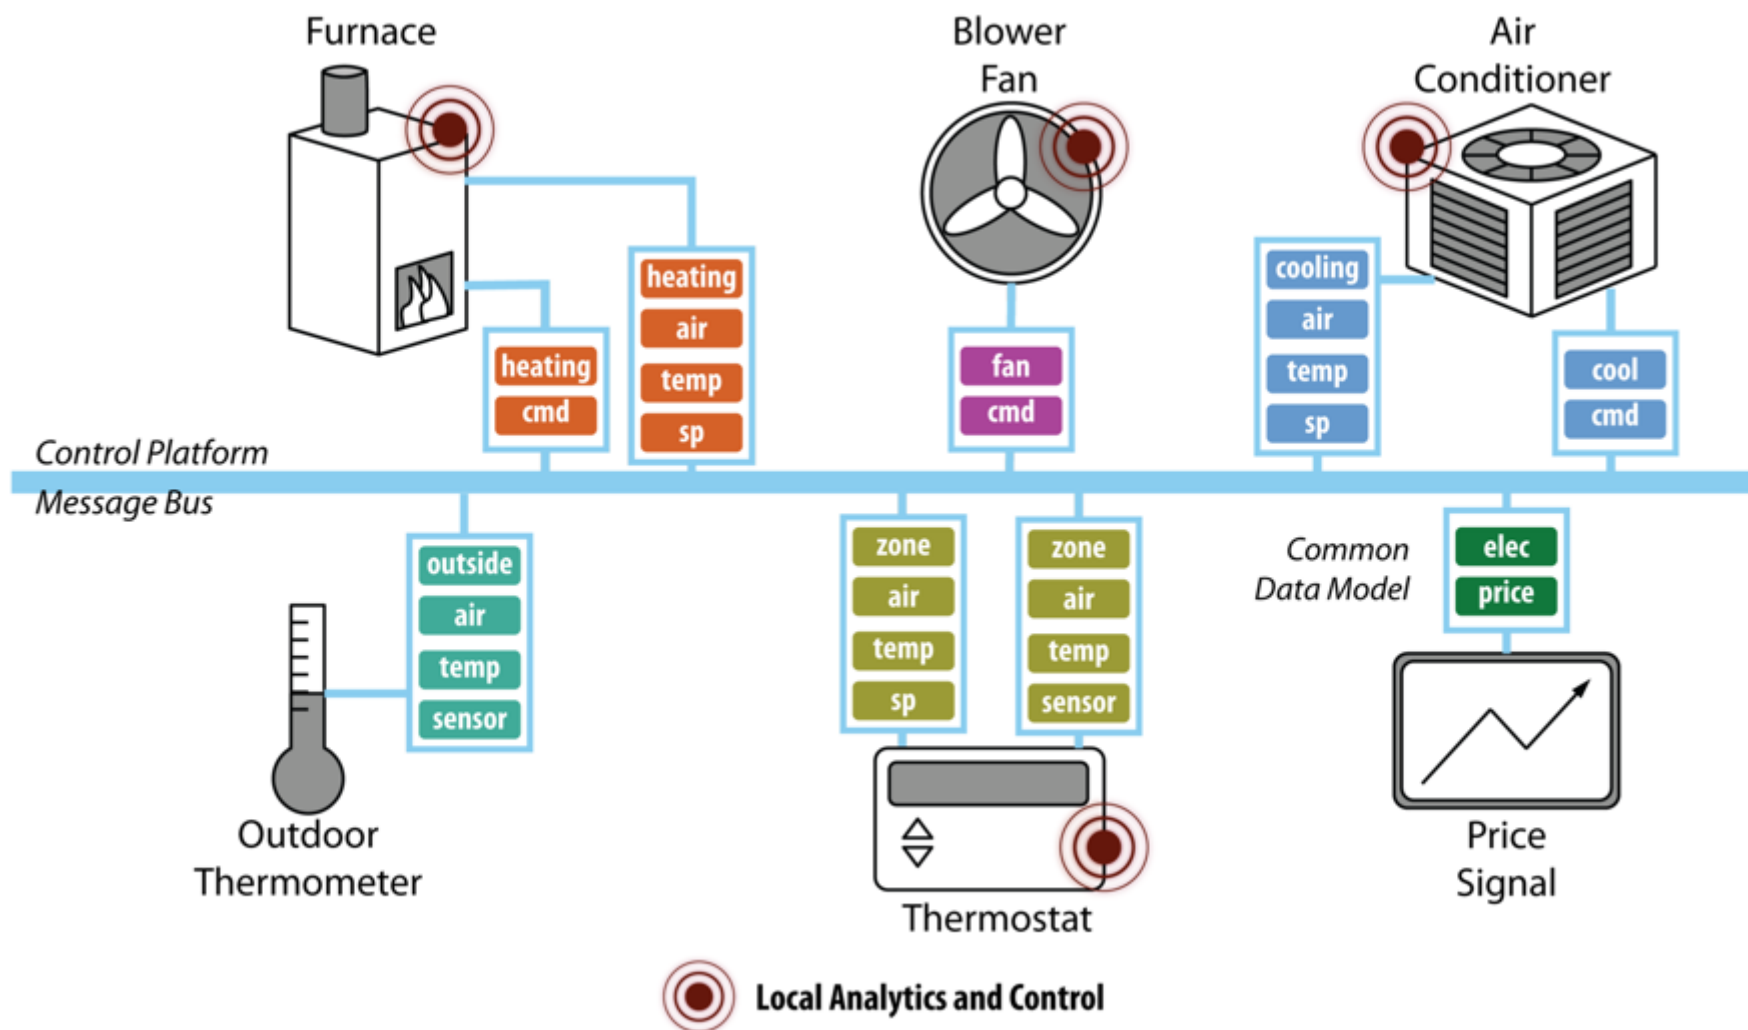 Furnace
Blower
Fan
Air
Conditioner
heating
air
temp
sp
heating
cmd
fan
cmd
cooling
air
temp
sp
cool
cmd
Control Platform
Message Bus
outside
air
temp
sensor
zone
air
temp
sp
zone
air
temp
sensor
Common
Data Model
elec
price
Outdoor
Thermometer
Thermostat
Price
Signal
Local Analytics and Control